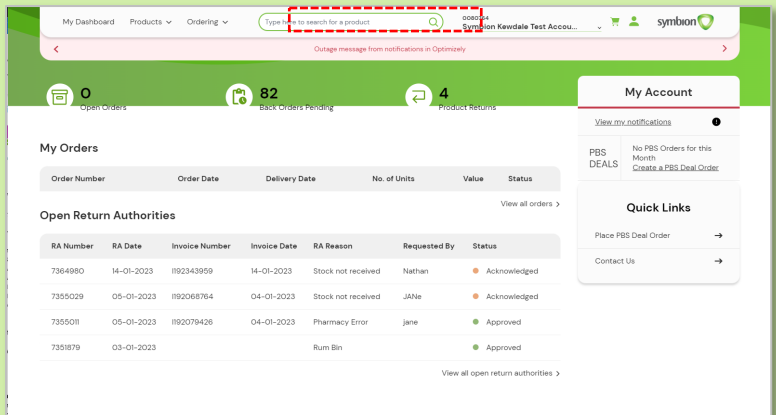 My Dashboard Products Ordering Type here to search for a product Symbion Kewdale Test Accou... symbion
Outage message from notifications in Optimizely
0
Open Orders
82
Back Orders Pending
4
Product Returns
My Account
View my notifications
PBS DEALS
No PBS Orders for this
Month
Create a PBS Deal Order
My Orders
Order Number Order Date Delivery Date No. of Units Value Status
View all orders
Quick Links
Place PBS Deal Order
Contact Us
Open Return Authorities
RA Number RA Date Invoice Number Invoice Date RA Reason Requested By Status
7364980 14-01-2023 I192343959 14-01-2023 Stock not received Nathan Acknowledged
7355029 05-01-2023 I192068764 04-01-2023 Stock not received JANe Acknowledged
7355011 05-01-2023 I192079426 04-01-2023 Pharmacy Error jane Approved
7351879 03-01-2023 Rum Bin Approved
View all open return authorities